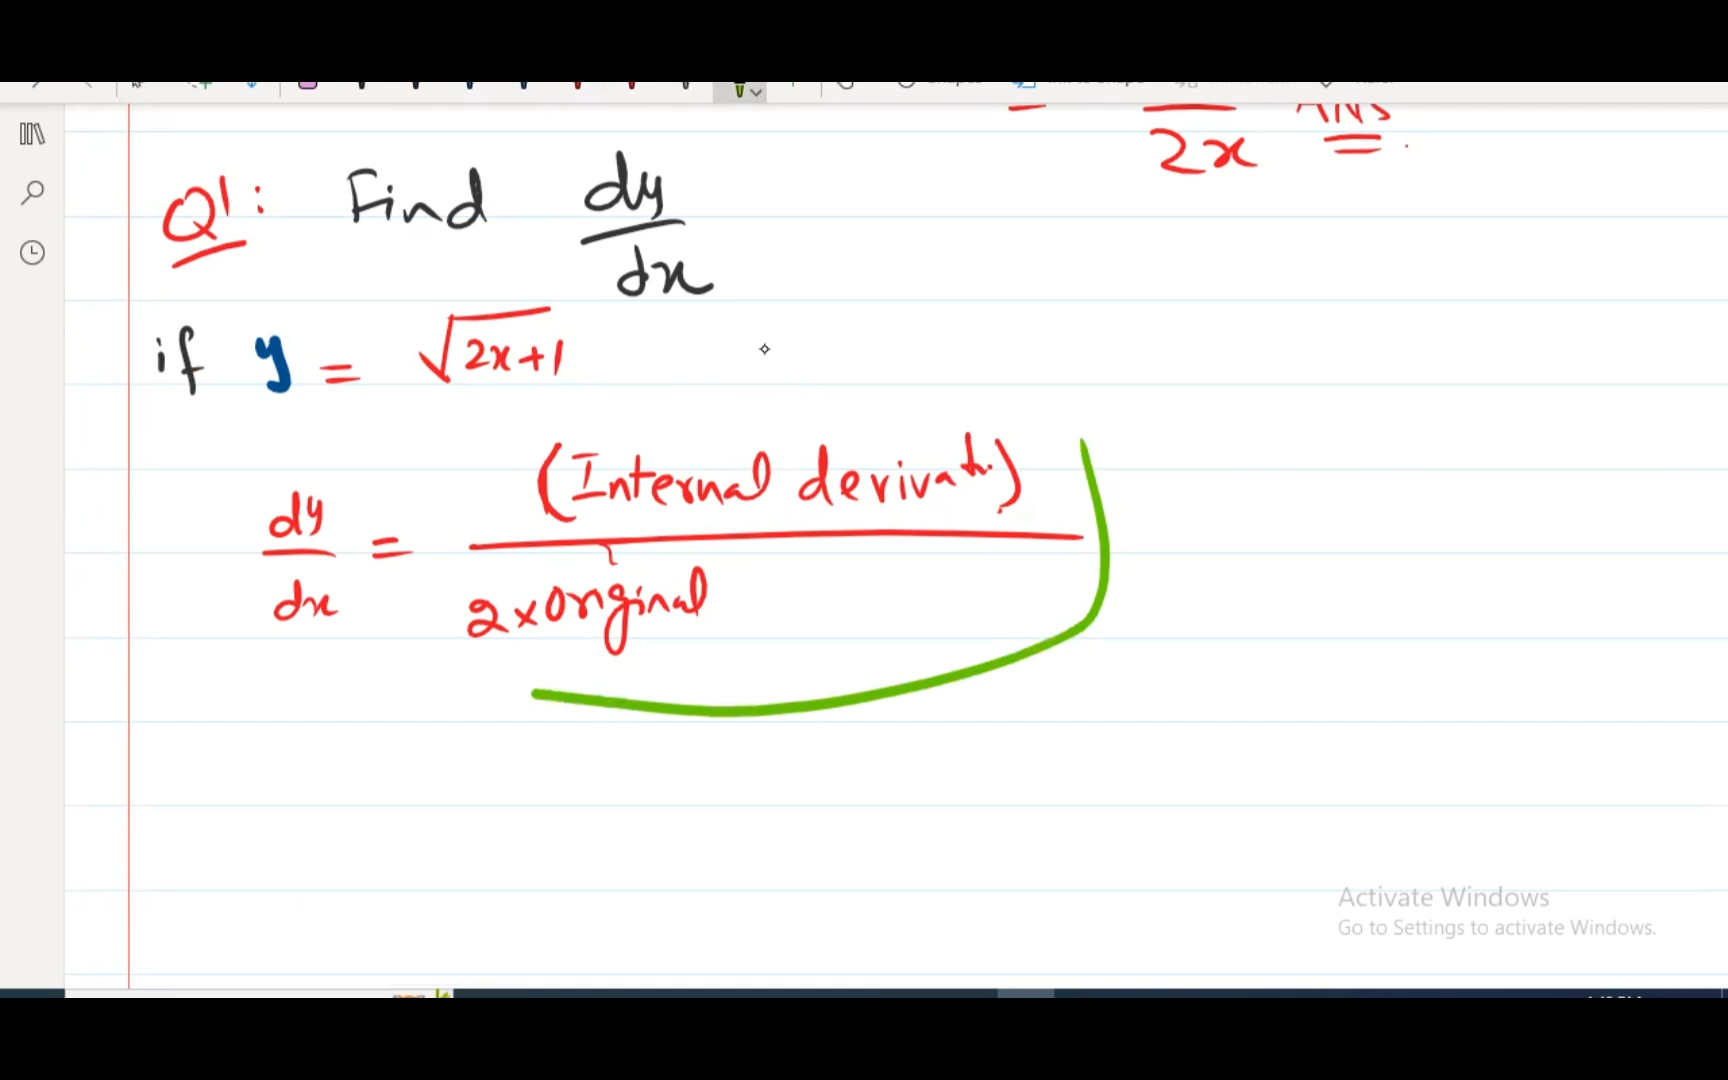 2x
ANS
Q1: Find dy/dx
if y = √2x+1
dy/dx = (Internal derivat.) / 2×original
Activate Windows
Go to Settings to activate Windows.